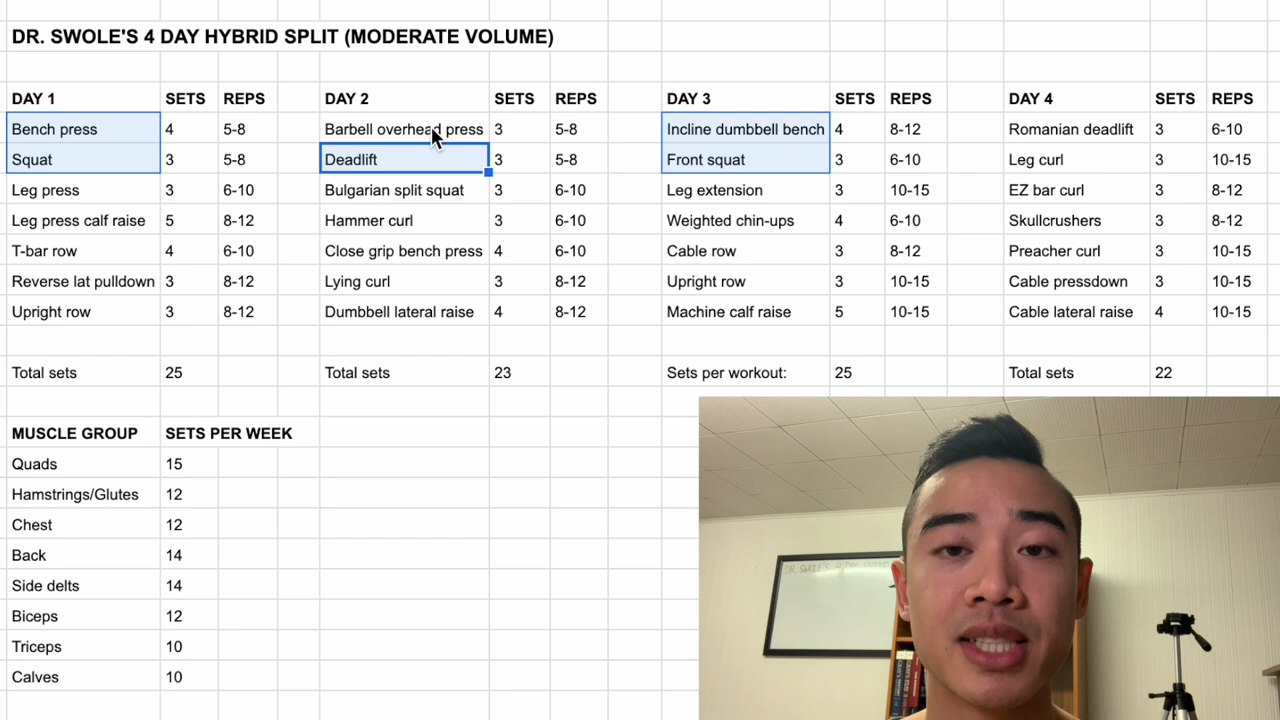 DR. SWOLE'S 4 DAY HYBRID SPLIT (MODERATE VOLUME)
DAY 1 SETS REPS DAY 2 SETS REPS DAY 3 SETS REPS DAY 4 SETS REPS
Bench press 4 5-8 Barbell overhead press 3 5-8 Incline dumbbell bench 4 8-12 Romanian deadlift 3 6-10
Squat 3 5-8 Deadlift 3 5-8 Front squat 3 6-10 Leg curl 3 10-15
Leg press 3 6-10 Bulgarian split squat 3 6-10 Leg extension 3 10-15 EZ bar curl 3 8-12
Leg press calf raise 5 8-12 Hammer curl 3 6-10 Weighted chin-ups 4 6-10 Skullcrushers 3 8-12
T-bar row 4 6-10 Close grip bench press 4 6-10 Cable row 3 8-12 Preacher curl 3 10-15
Reverse lat pulldown 3 8-12 Lying curl 3 8-12 Upright row 3 10-15 Cable pressdown 3 10-15
Upright row 3 8-12 Dumbbell lateral raise 4 8-12 Machine calf raise 5 10-15 Cable lateral raise 4 10-15
Total sets 25 Total sets 23 Sets per workout: 25 Total sets 22
MUSCLE GROUP SETS PER WEEK
Quads 15
Hamstrings/Glutes 12
Chest 12
Back 14
Side delts 14
Biceps 12
Triceps 10
Calves 10
DR. SWOLE'S 4 DAY